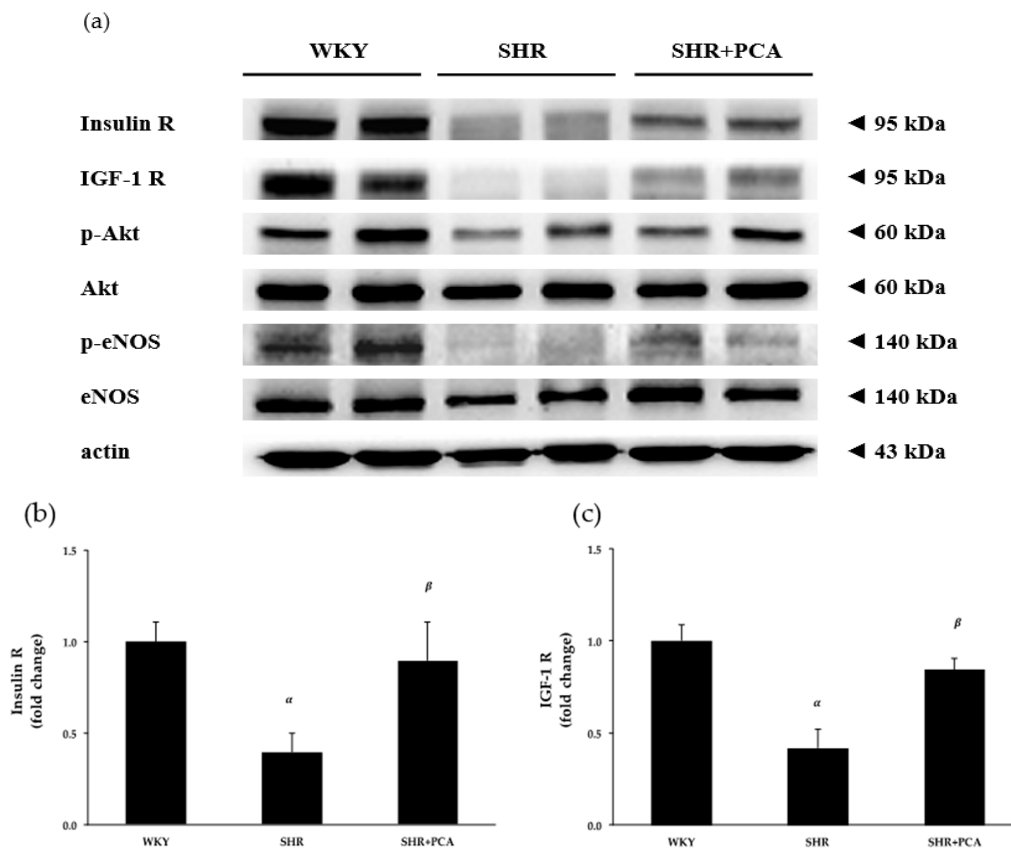 (a)
WKY SHR SHR+PCA
Insulin R ◄ 95 kDa
IGF-1 R ◄ 95 kDa
p-Akt ◄ 60 kDa
Akt ◄ 60 kDa
p-eNOS ◄ 140 kDa
eNOS ◄ 140 kDa
actin ◄ 43 kDa
(b)
Insulin R
(fold change)
1.5
1.0
0.5
0.0
α
β
WKY SHR SHR+PCA
(c)
IGF-1 R
(fold change)
1.5
1.0
0.5
0.0
α
β
WKY SHR SHR+PCA